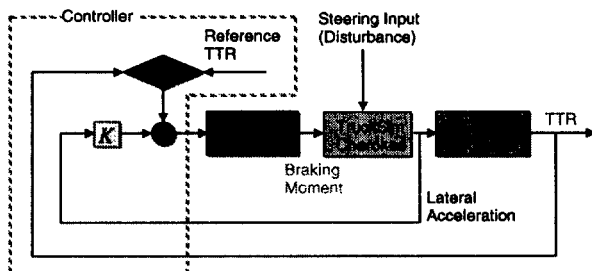 Controller
Reference
TTR
Steering Input
(Disturbance)
K
TTR
Braking
Moment
Lateral
Acceleration